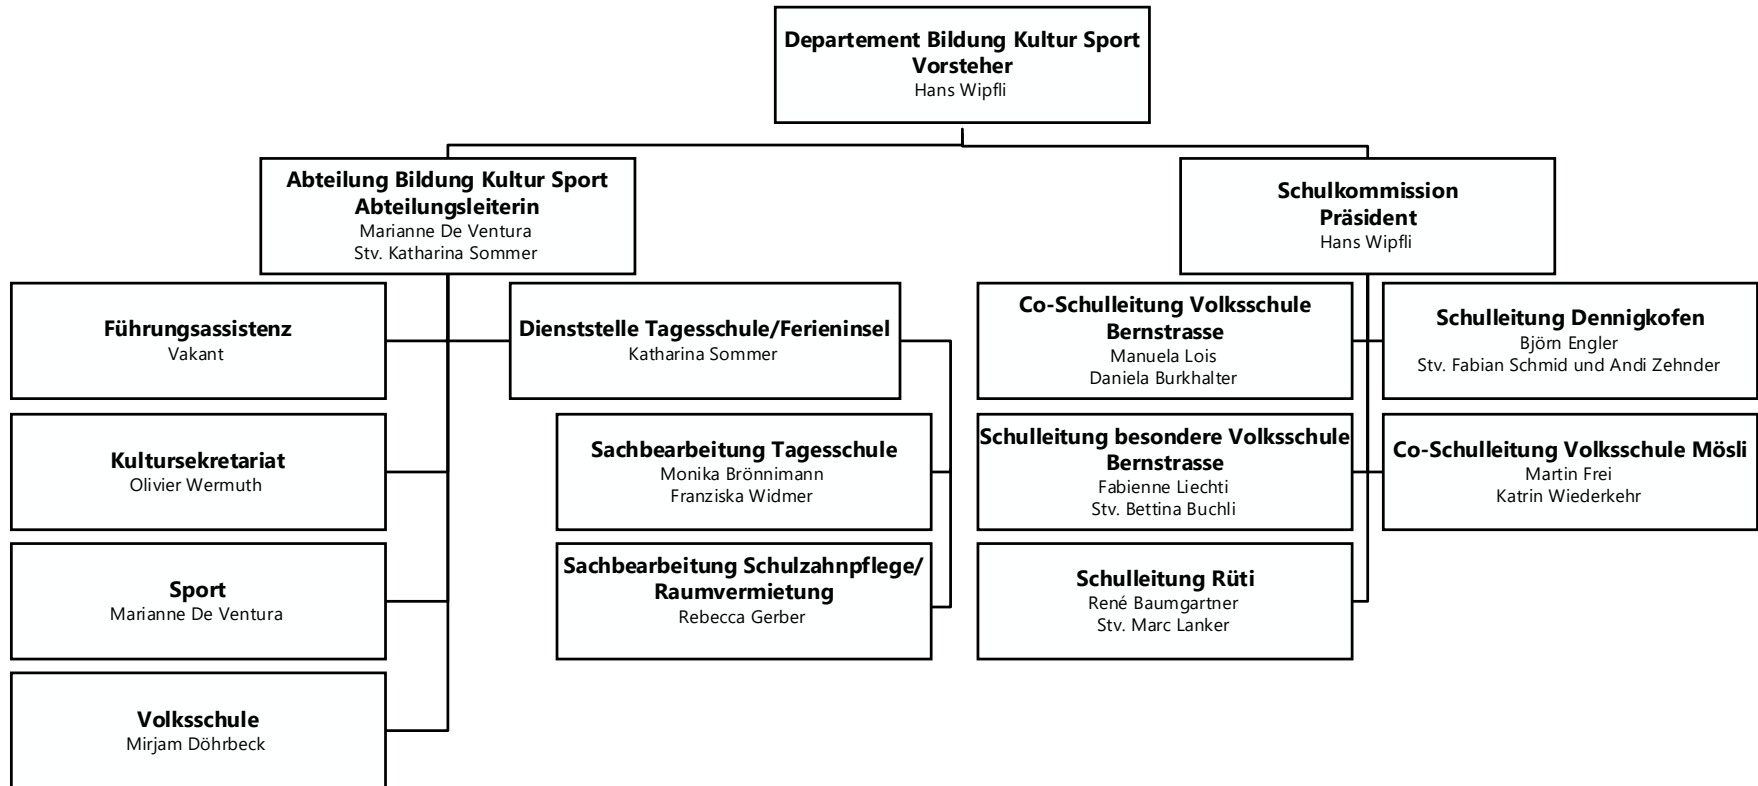 Departement Bildung Kultur Sport
Vorsteher
Hans Wipfli
Abteilung Bildung Kultur Sport
Abteilungsleiterin
Marianne De Ventura
Stv. Katharina Sommer
Schulkommission
Präsident
Hans Wipfli
Führungsassistenz
Vakant
Dienststelle Tagesschule/Ferieninsel
Katharina Sommer
Co-Schulleitung Volksschule
Bernstrasse
Manuela Lois
Daniela Burkhalter
Schulleitung Dennigkofen
Björn Engler
Stv. Fabian Schmid und Andi Zehnder
Kultursekretariat
Olivier Wermuth
Sachbearbeitung Tagesschule
Monika Brönnimann
Franziska Widmer
Schulleitung besondere Volksschule
Bernstrasse
Fabienne Liechti
Stv. Bettina Buchli
Co-Schulleitung Volksschule Mösli
Martin Frei
Katrin Wiederkehr
Sport
Marianne De Ventura
Sachbearbeitung Schulzahnpflege/
Raumvermietung
Rebecca Gerber
Schulleitung Rüti
René Baumgartner
Stv. Marc Lanker
Volksschule
Mirjam Döhrbeck